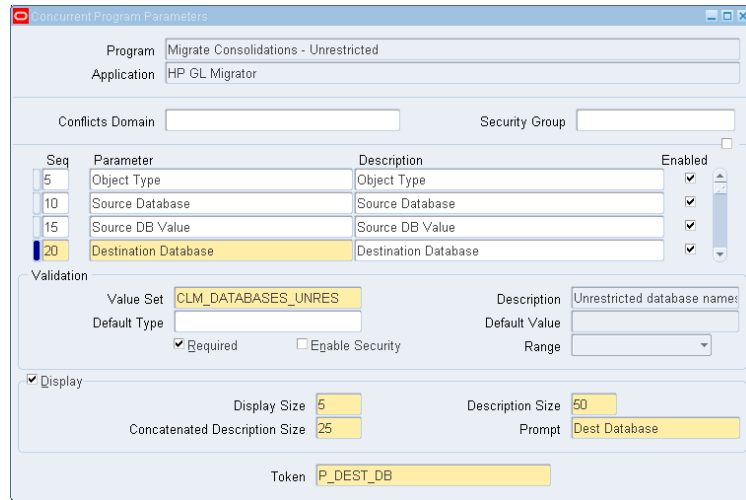 Concurrent Program Parameters
Program Migrate Consolidations - Unrestricted
Application HP GL Migrator
Conflicts Domain Security Group
Seq Parameter Description Enabled
5 Object Type Object Type
10 Source Database Source Database
15 Source DB Value Source DB Value
20 Destination Database Destination Database
Validation
Value Set CLM_DATABASES_UNRES Description Unrestricted database names
Default Type Default Value
Required Enable Security Range
Display
Display Size 5 Description Size 50
Concatenated Description Size 25 Prompt Dest Database
Token P_DEST_DB